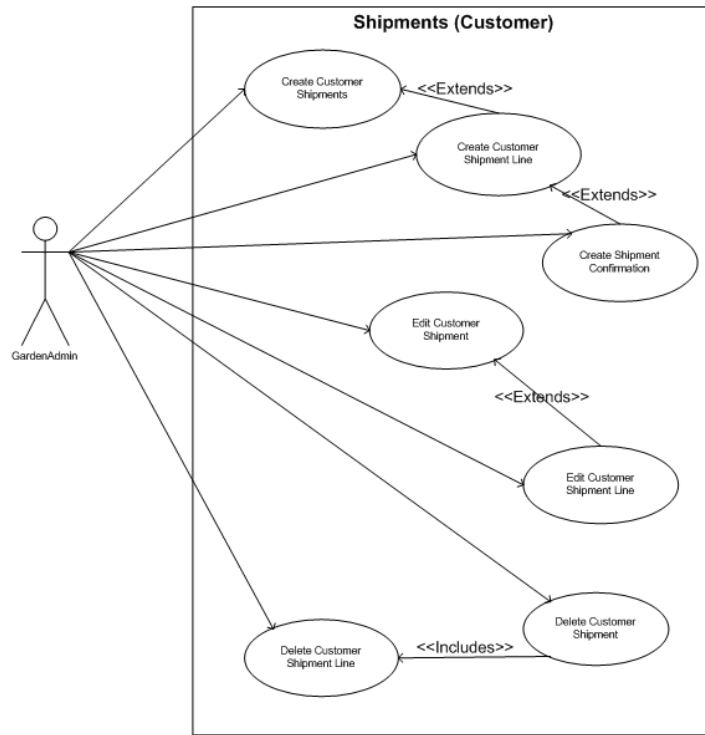 Shipments (Customer)
Create Customer
Shipments
<<Extends>>
Create Customer
Shipment Line
<<Extends>>
Create Shipment
Confirmation
GardenAdmin
Edit Customer
Shipment
<<Extends>>
Edit Customer
Shipment Line
Delete Customer
Shipment
<<Includes>>
Delete Customer
Shipment Line